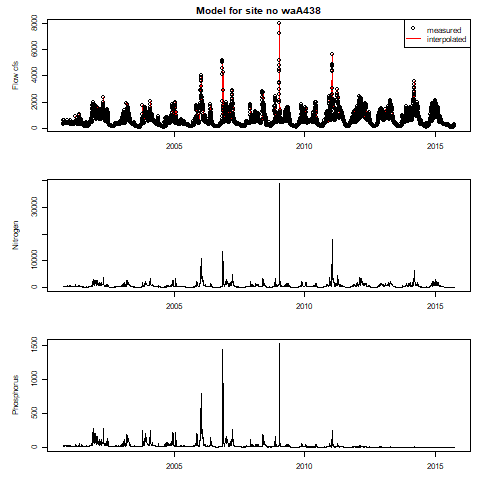 Model for site no waA438
measured
interpolated
Flow cfs
0 2000 4000 6000 8000
2005 2010 2015
Nitrogen
0 10000 30000
2005 2010 2015
Phosphorus
0 500 1000 1500
2005 2010 2015